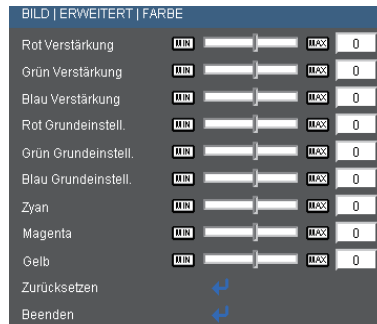 BILD | ERWEITERT | FARBE
Rot Verstärkung MIN MAX 0
Grün Verstärkung MIN MAX 0
Blau Verstärkung MIN MAX 0
Rot Grundeinstell. MIN MAX 0
Grün Grundeinstell. MIN MAX 0
Blau Grundeinstell. MIN MAX 0
Zyan MIN MAX 0
Magenta MIN MAX 0
Gelb MIN MAX 0
Zurücksetzen
Beenden